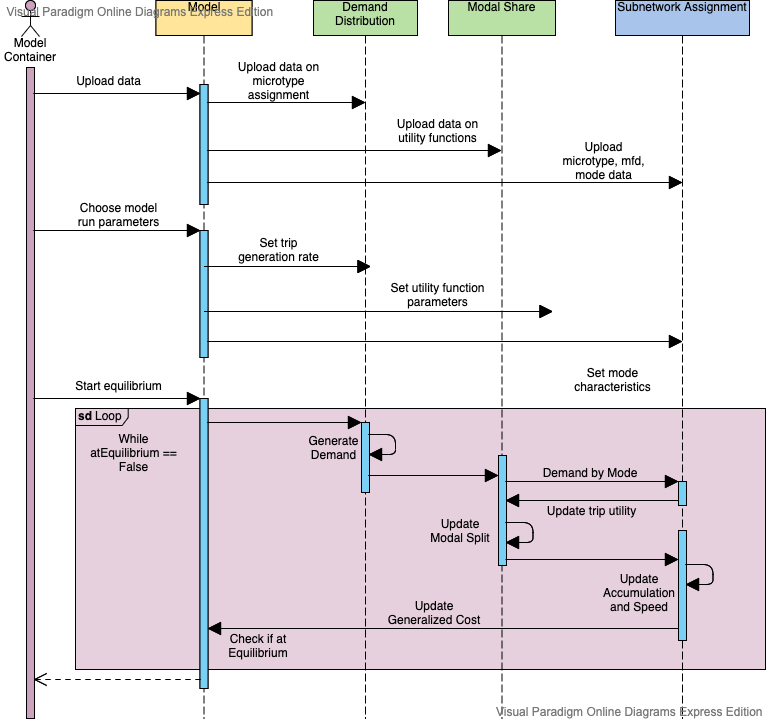 Visual Paradigm Online Diagrams Express Edition
Model
Demand
Distribution
Modal Share
Subnetwork Assignment
Model
Container
Upload data
Upload data on
microtype
assignment
Upload data on
utility functions
Upload
microtype, mfd,
mode data
Choose model
run parameters
Set trip
generation rate
Set utility function
parameters
Set mode
characteristics
Start equilibrium
sd Loop
While
atEquilibrium ==
False
Generate
Demand
Demand by Mode
Update trip utility
Update
Modal Split
Update
Accumulation
and Speed
Update
Generalized Cost
Check if at
Equilibrium
Visual Paradigm Online Diagrams Express Edition